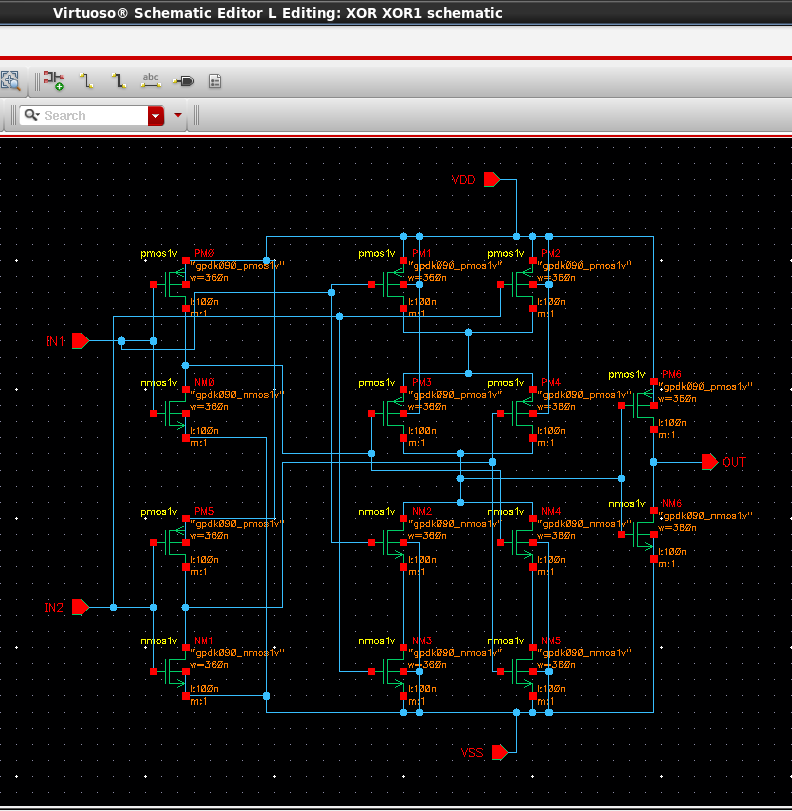 Virtuoso® Schematic Editor L Editing: XOR XOR1 schematic
abc
Search
VDD
pmos1v PM0
"gpdk090_pmos1v"
w=360n
l:100n
m:1
pmos1v PM1
"gpdk090_pmos1v"
w=360n
l:100n
m:1
pmos1v PM2
"gpdk090_pmos1v"
w=360n
l:100n
m:1
IN1
nmos1v NM0
"gpdk090_nmos1v"
w=360n
l:100n
m:1
pmos1v PM3
"gpdk090_pmos1v"
w=360n
l:100n
m:1
pmos1v PM4
"gpdk090_pmos1v"
w=360n
l:100n
m:1
pmos1v PM6
"gpdk090_pmos1v"
w=360n
l:100n
m:1
OUT
pmos1v PM5
"gpdk090_pmos1v"
w=360n
l:100n
m:1
nmos1v NM2
"gpdk090_nmos1v"
w=360n
l:100n
m:1
nmos1v NM4
"gpdk090_nmos1v"
w=360n
l:100n
m:1
nmos1v NM6
"gpdk090_nmos1v"
w=360n
l:100n
m:1
IN2
nmos1v NM1
"gpdk090_nmos1v"
w=360n
l:100n
m:1
nmos1v NM3
"gpdk090_nmos1v"
w=360n
l:100n
m:1
nmos1v NM5
"gpdk090_nmos1v"
w=360n
l:100n
m:1
VSS